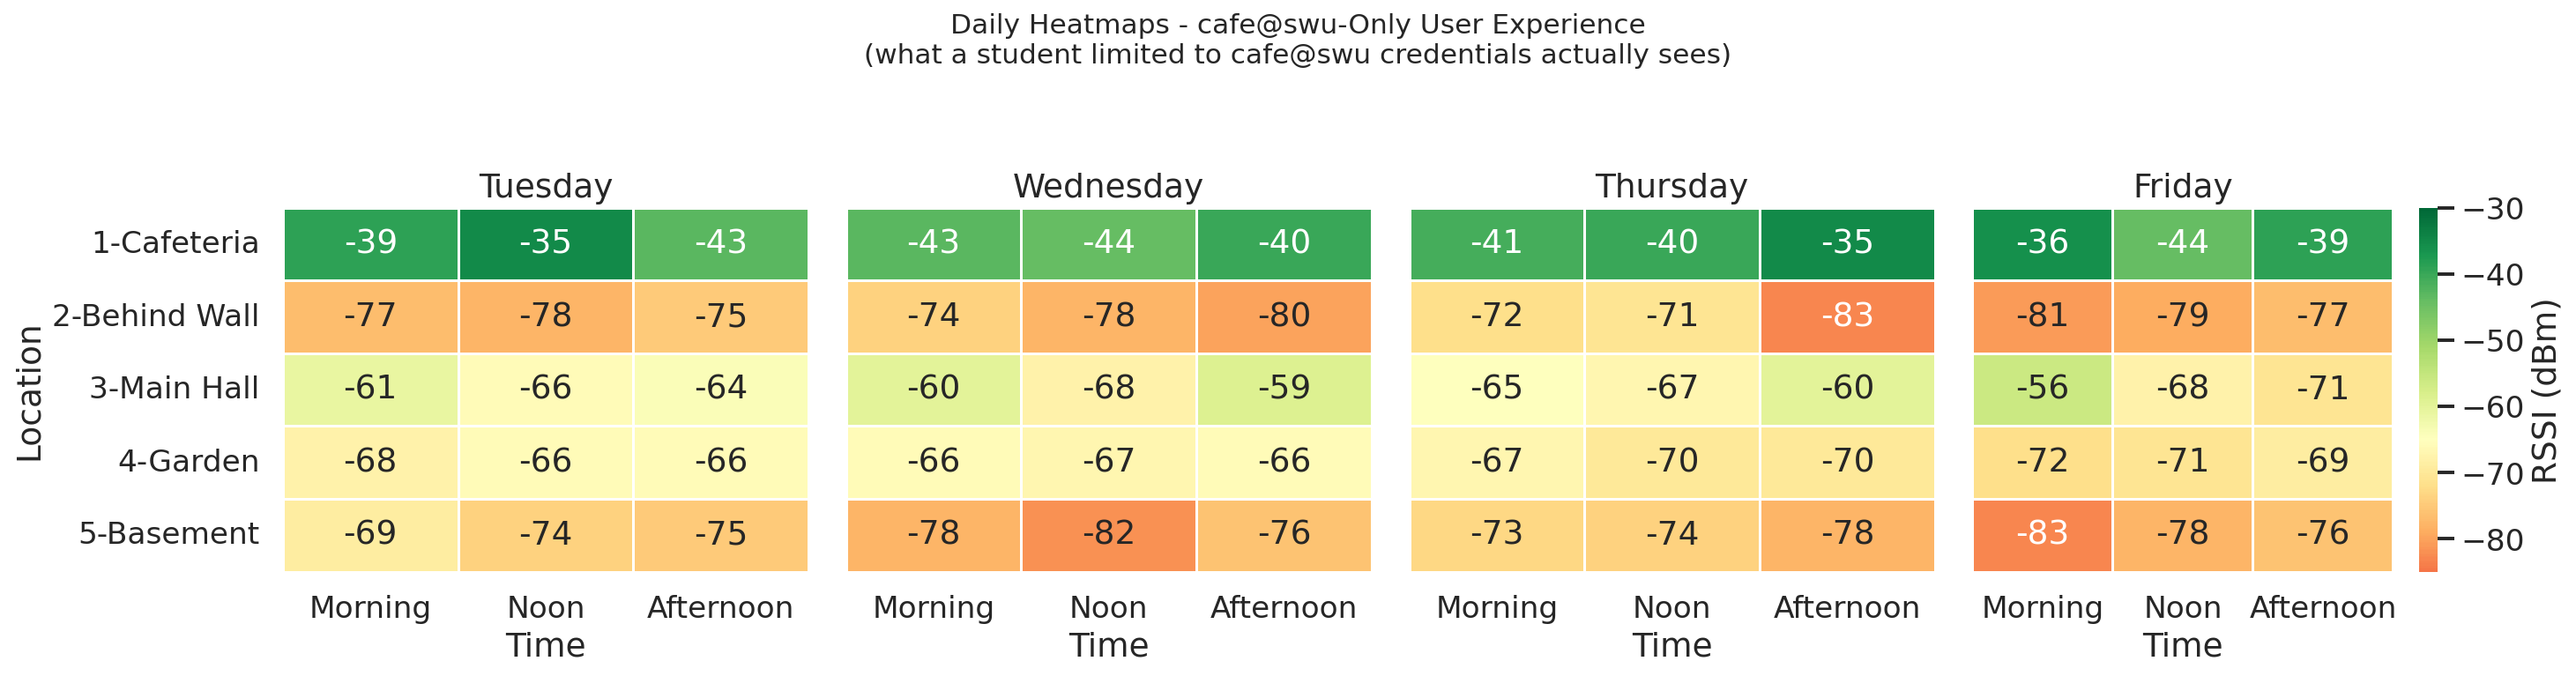 Daily Heatmaps - cafe@swu-Only User Experience
(what a student limited to cafe@swu credentials actually sees)
Tuesday Wednesday Thursday Friday
1-Cafeteria -39 -35 -43 -43 -44 -40 -41 -40 -35 -36 -44 -39
2-Behind Wall -77 -78 -75 -74 -78 -80 -72 -71 -83 -81 -79 -77
3-Main Hall -61 -66 -64 -60 -68 -59 -65 -67 -60 -56 -68 -71
4-Garden -68 -66 -66 -66 -67 -66 -67 -70 -70 -72 -71 -69
5-Basement -69 -74 -75 -78 -82 -76 -73 -74 -78 -83 -78 -76
Location
Morning Noon Afternoon Morning Noon Afternoon Morning Noon Afternoon Morning Noon Afternoon
Time Time Time Time
−30
−40
−50
−60
−70
−80
RSSI (dBm)